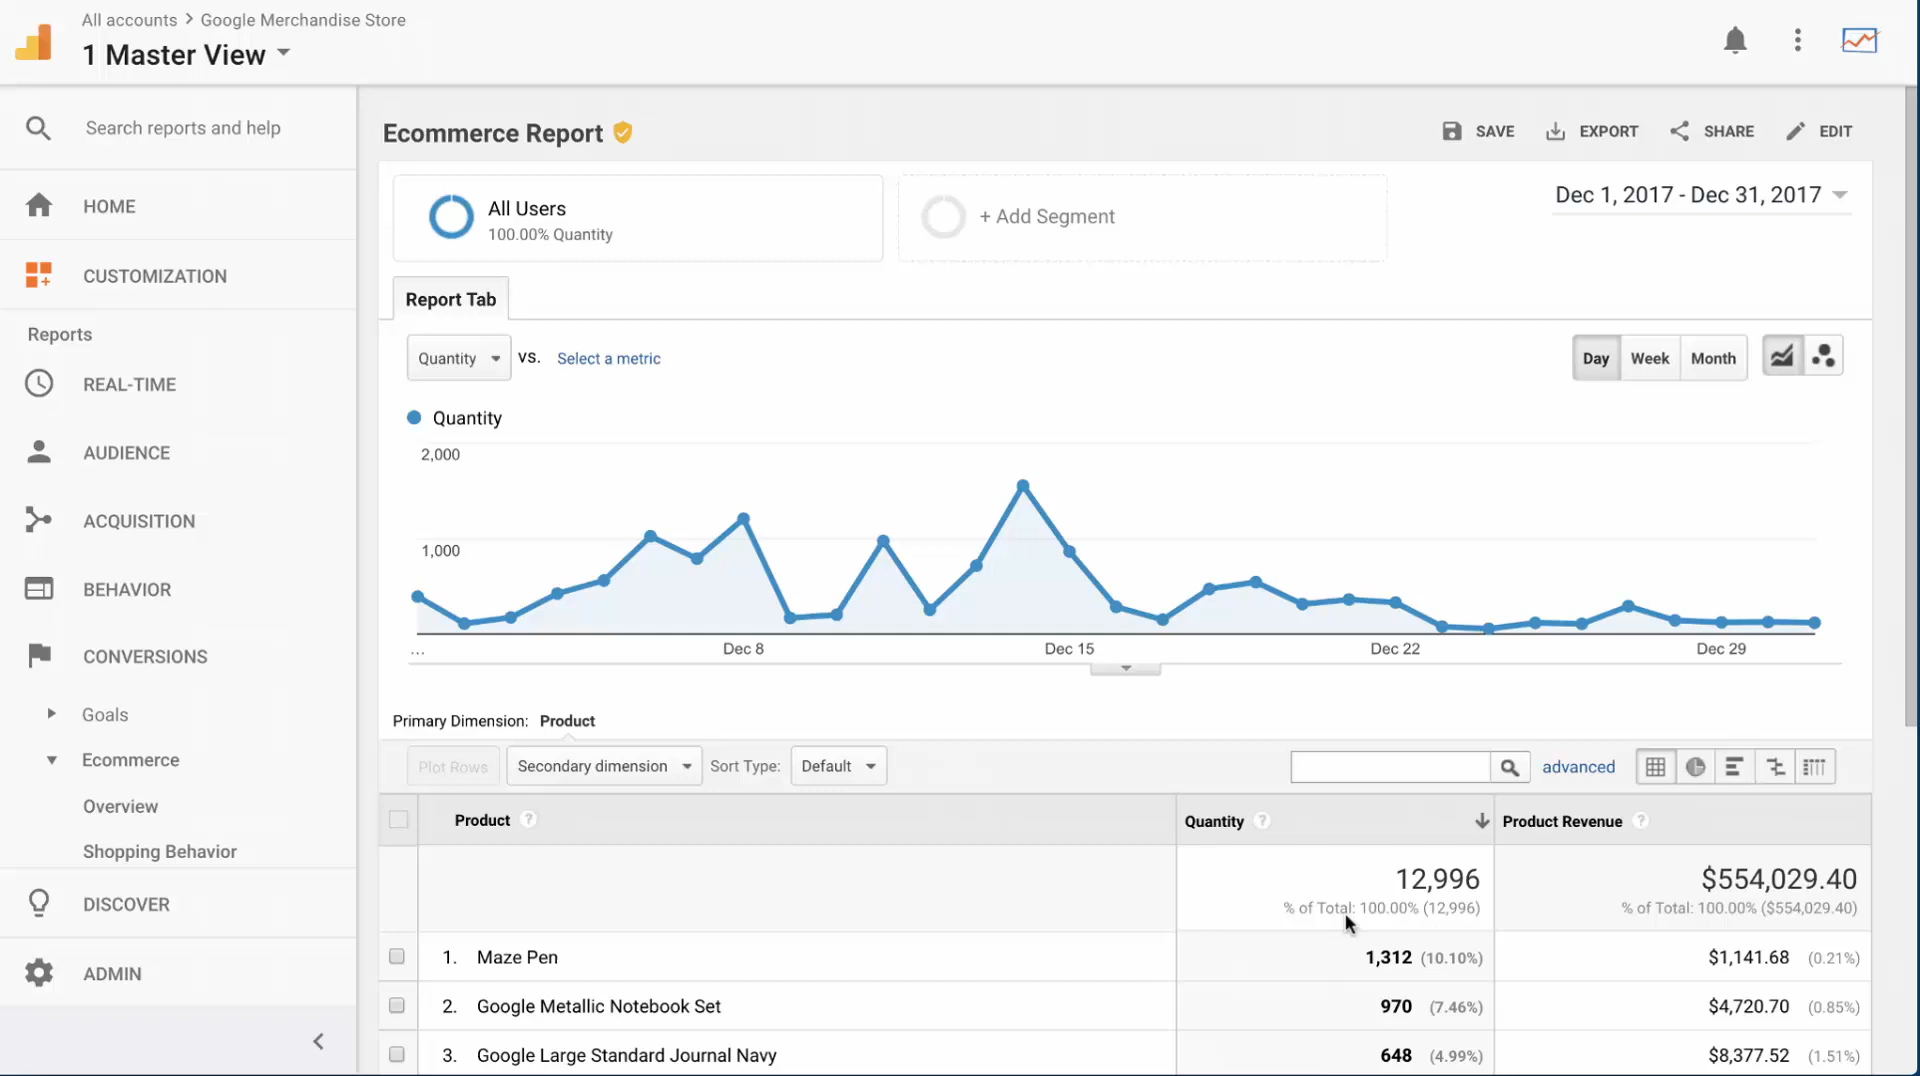 All accounts > Google Merchandise Store
1 Master View
Search reports and help
HOME
CUSTOMIZATION
Reports
REAL-TIME
AUDIENCE
ACQUISITION
BEHAVIOR
CONVERSIONS
Goals
Ecommerce
Overview
Shopping Behavior
DISCOVER
ADMIN
Ecommerce Report
SAVE EXPORT SHARE EDIT
All Users
100.00% Quantity
+ Add Segment
Dec 1, 2017 - Dec 31, 2017
Report Tab
Quantity VS. Select a metric
Day Week Month
Quantity
2,000
1,000
... Dec 8 Dec 15 Dec 22 Dec 29
Primary Dimension: Product
Plot Rows Secondary dimension Sort Type: Default advanced
Product ? Quantity ? Product Revenue ?
12,996 $554,029.40
% of Total: 100.00% (12,996) % of Total: 100.00% ($554,029.40)
1. Maze Pen 1,312 (10.10%) $1,141.68 (0.21%)
2. Google Metallic Notebook Set 970 (7.46%) $4,720.70 (0.85%)
3. Google Large Standard Journal Navy 648 (4.99%) $8,377.52 (1.51%)